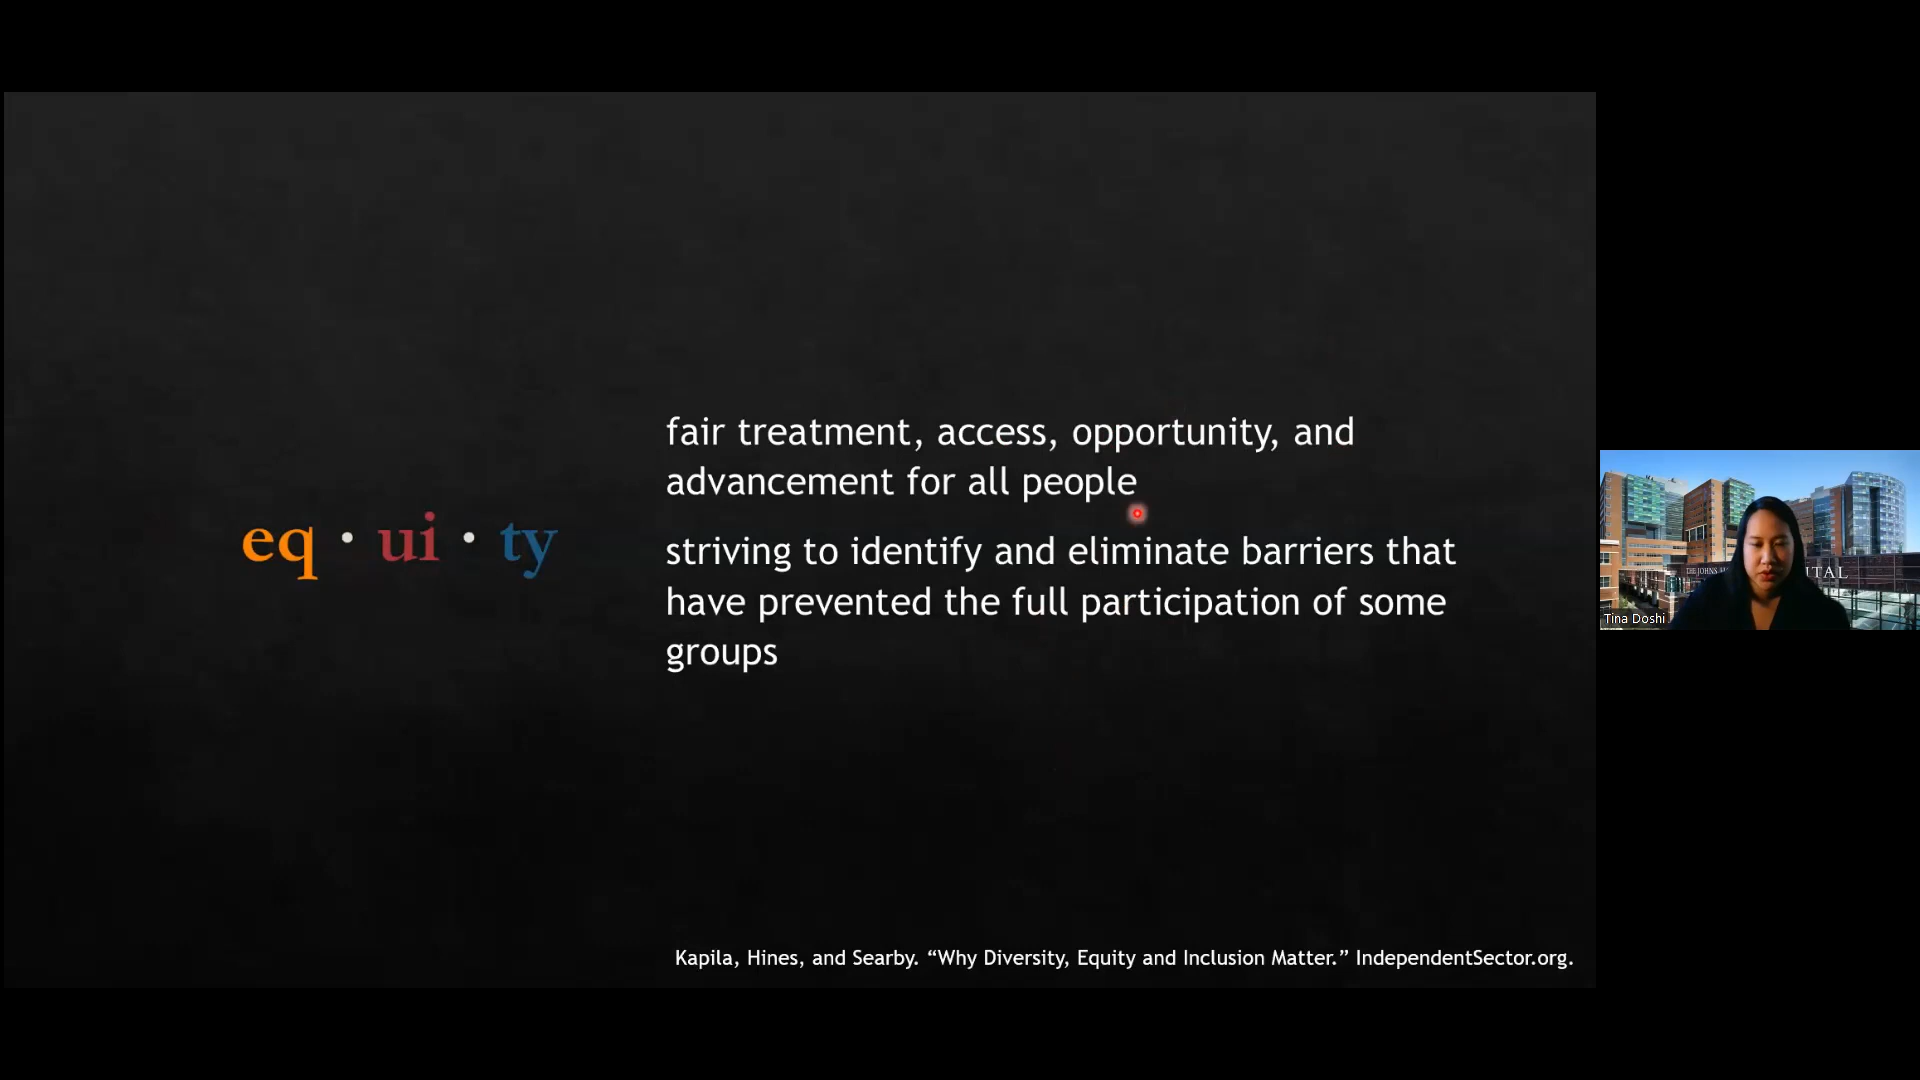 eq · ui · ty
fair treatment, access, opportunity, and
advancement for all people
striving to identify and eliminate barriers that
have prevented the full participation of some
groups
Kapila, Hines, and Searby. “Why Diversity, Equity and Inclusion Matter.” IndependentSector.org.
THE JOHNS
ITAL
Tina Doshi